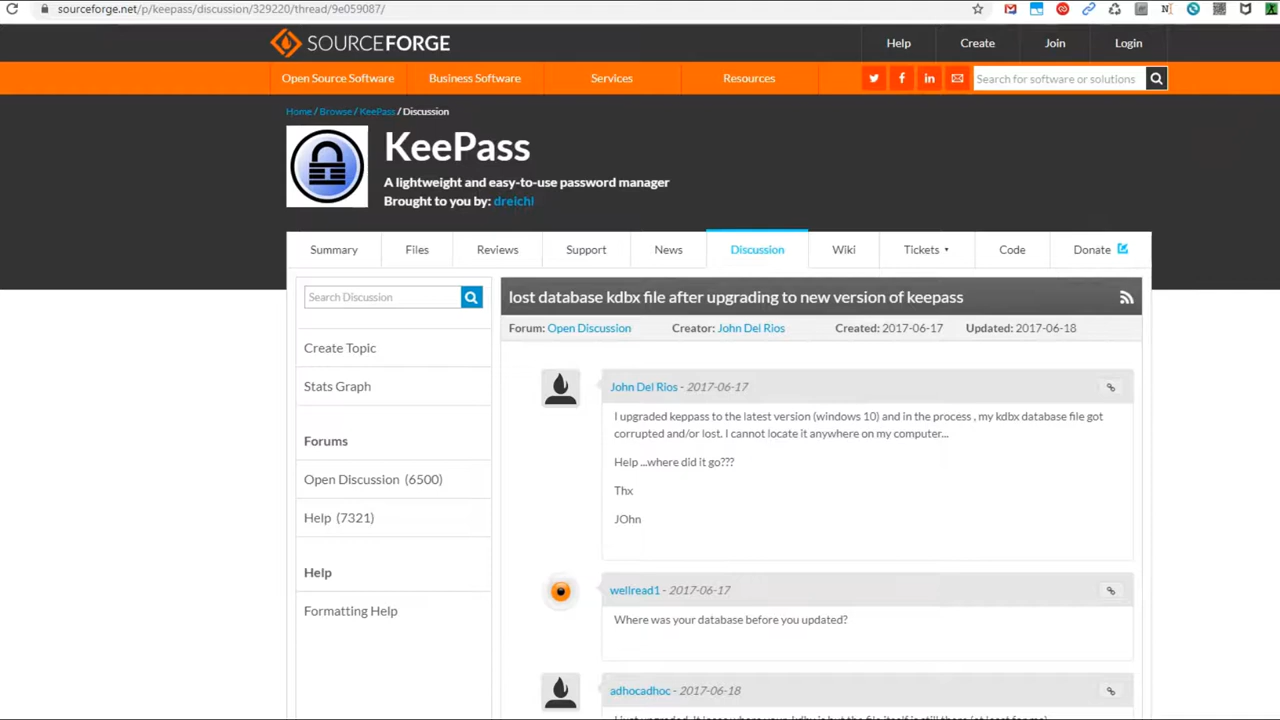 sourceforge.net/p/keepass/discussion/329220/thread/9e059087/
SOURCEFORGE
Help
Create
Join
Login
Open Source Software
Business Software
Services
Resources
Search for software or solutions
Home / Browse / KeePass / Discussion
KeePass
A lightweight and easy-to-use password manager
Brought to you by: dreichl
Summary
Files
Reviews
Support
News
Discussion
Wiki
Tickets
Code
Donate
Search Discussion
Create Topic
Stats Graph
Forums
Open Discussion (6500)
Help (7321)
Help
Formatting Help
lost database kdbx file after upgrading to new version of keepass
Forum: Open Discussion
Creator: John Del Rios
Created: 2017-06-17
Updated: 2017-06-18
John Del Rios - 2017-06-17
I upgraded keppass to the latest version (windows 10) and in the process , my kdbx database file got
corrupted and/or lost. I cannot locate it anywhere on my computer...
Help ...where did it go???
Thx
JOhn
wellread1 - 2017-06-17
Where was your database before you updated?
adhocadhoc - 2017-06-18